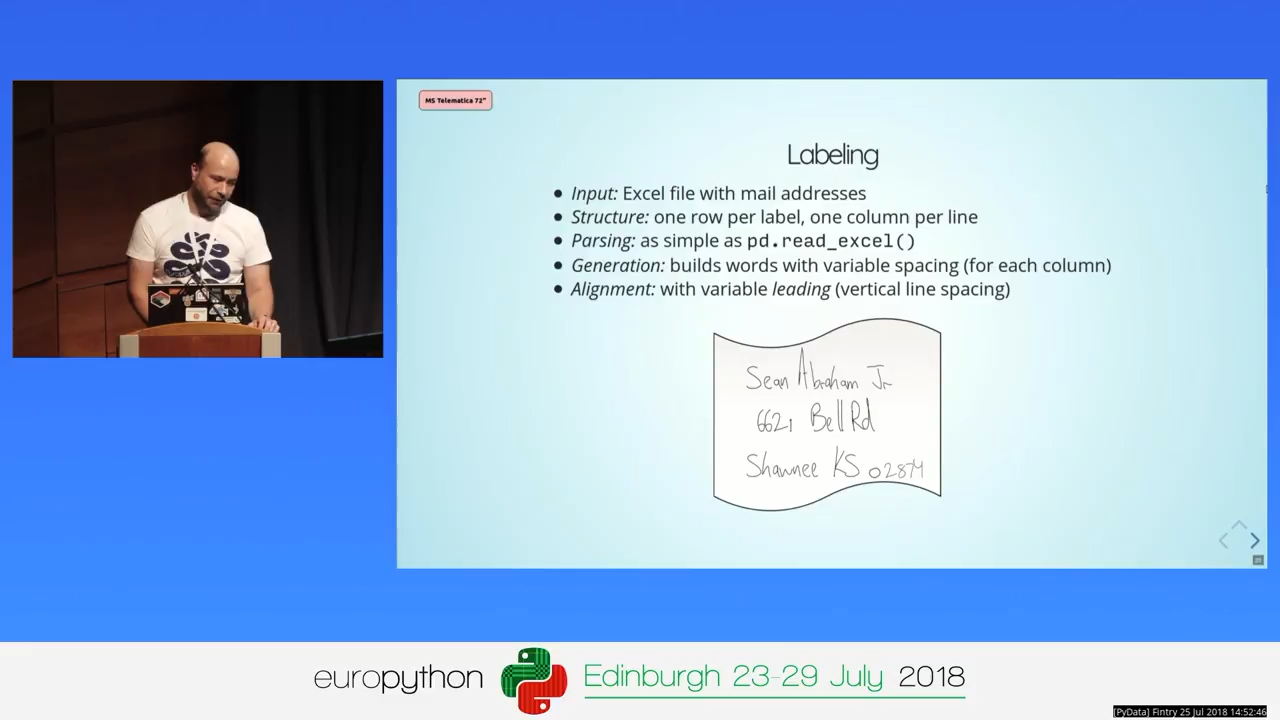 MS Telematica 72"
Labeling
Input: Excel file with mail addresses
Structure: one row per label, one column per line
Parsing: as simple as pd.read_excel()
Generation: builds words with variable spacing (for each column)
Alignment: with variable leading (vertical line spacing)
Sean Abraham Jr
6621 Bell Rd
Shawnee KS 02874
europython
Edinburgh 23-29 July 2018
[PyData] Fintry 25 Jul 2018 14:52:46